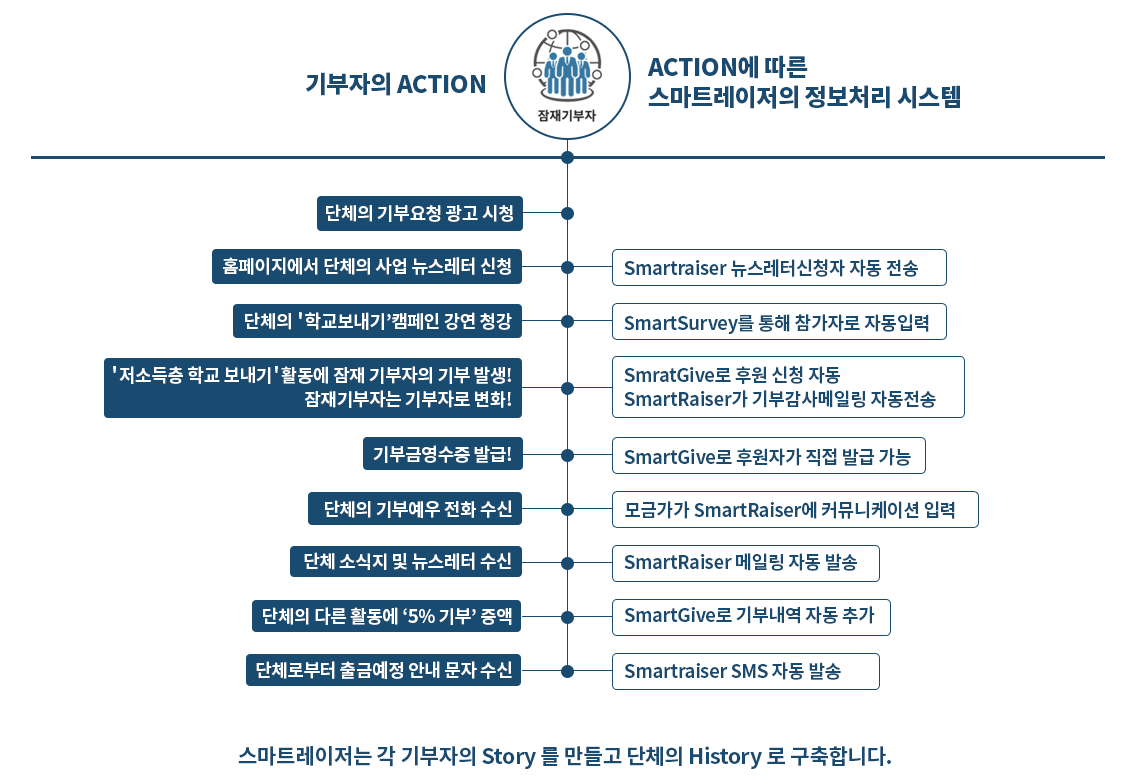 기부자의 ACTION
잠재기부자
ACTION에 따른
스마트레이저의 정보처리 시스템
단체의 기부요청 광고 시청
홈페이지에서 단체의 사업 뉴스레터 신청
Smartraiser 뉴스레터신청자 자동 전송
단체의 '학교보내기’캠페인 강연 청강
SmartSurvey를 통해 참가자로 자동입력
'저소득층 학교 보내기'활동에 잠재 기부자의 기부 발생!
잠재기부자는 기부자로 변화!
SmratGive로 후원 신청 자동
SmartRaiser가 기부감사메일링 자동전송
기부금영수증 발급!
SmartGive로 후원자가 직접 발급 가능
단체의 기부예우 전화 수신
모금가가 SmartRaiser에 커뮤니케이션 입력
단체 소식지 및 뉴스레터 수신
SmartRaiser 메일링 자동 발송
단체의 다른 활동에 ‘5% 기부’ 증액
SmartGive로 기부내역 자동 추가
단체로부터 출금예정 안내 문자 수신
Smartraiser SMS 자동 발송
스마트레이저는 각 기부자의 Story 를 만들고 단체의 History 로 구축합니다.